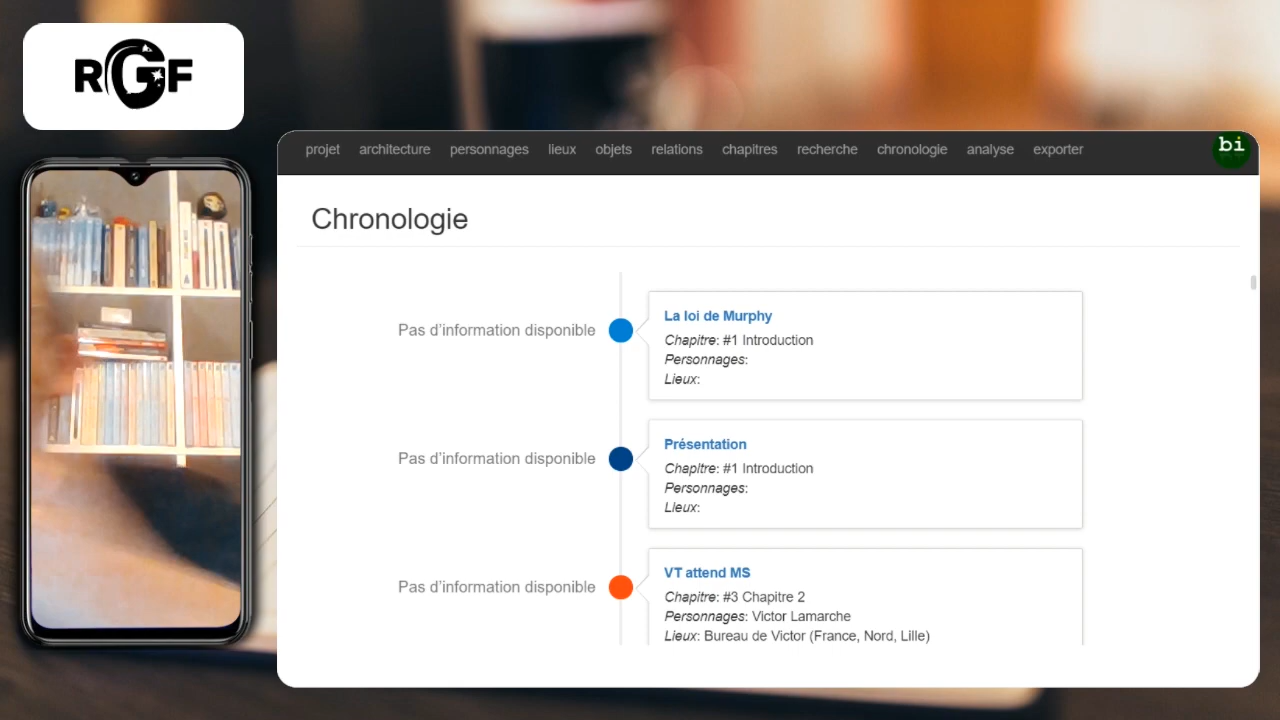 RGF
projet architecture personnages lieux objets relations chapitres recherche chronologie analyse exporter
bi
Chronologie
Pas d’information disponible
La loi de Murphy
Chapitre: #1 Introduction
Personnages:
Lieux:
Pas d’information disponible
Présentation
Chapitre: #1 Introduction
Personnages:
Lieux:
Pas d’information disponible
VT attend MS
Chapitre: #3 Chapitre 2
Personnages: Victor Lamarche
Lieux: Bureau de Victor (France, Nord, Lille)